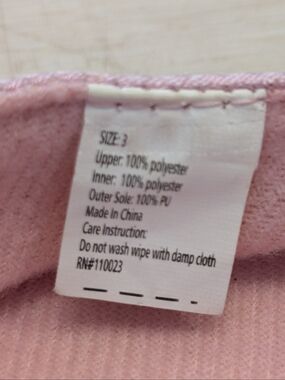 SIZE: 3
Upper: 100% polyester
Inner: 100% polyester
Outer Sole: 100% PU
Made In China
Care Instruction:
Do not wash wipe with damp cloth
RN#110023